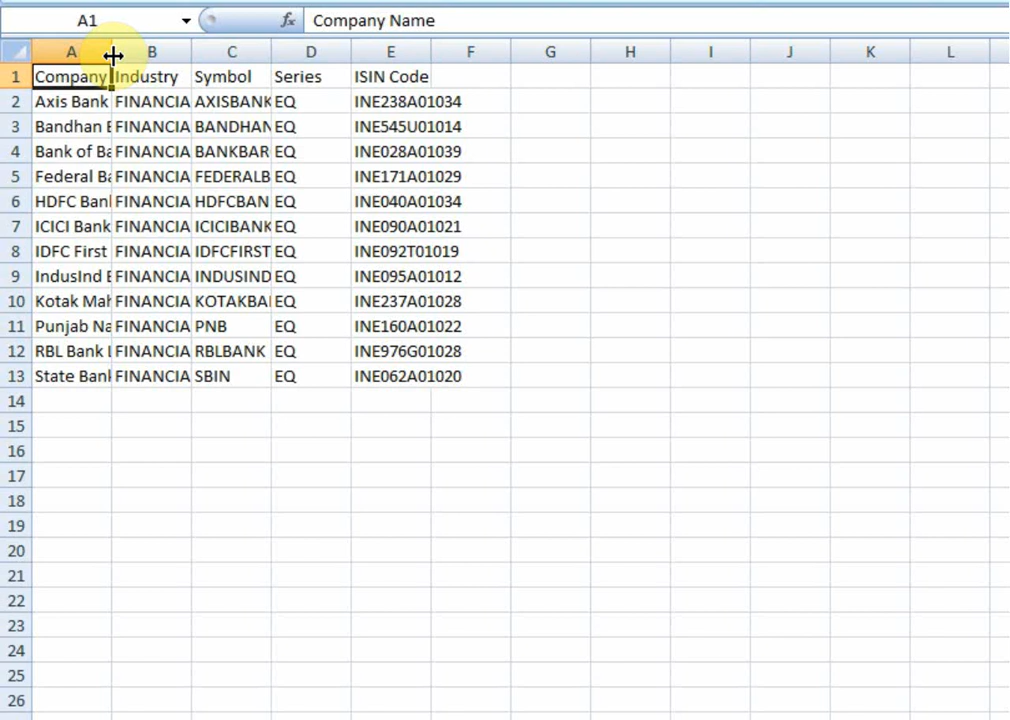 A1 fx Company Name
A B C D E F G H I J K L
1 Company Industry Symbol Series ISIN Code
2 Axis Bank FINANCIA AXISBANK EQ INE238A01034
3 Bandhan B FINANCIA BANDHAN EQ INE545U01014
4 Bank of Ba FINANCIA BANKBAR EQ INE028A01039
5 Federal Ba FINANCIA FEDERALB EQ INE171A01029
6 HDFC Ban FINANCIA HDFCBAN EQ INE040A01034
7 ICICI Bank FINANCIA ICICIBANK EQ INE090A01021
8 IDFC First FINANCIA IDFCFIRST EQ INE092T01019
9 IndusInd B FINANCIA INDUSIND EQ INE095A01012
10 Kotak Mah FINANCIA KOTAKBA EQ INE237A01028
11 Punjab Na FINANCIA PNB EQ INE160A01022
12 RBL Bank L FINANCIA RBLBANK EQ INE976G01028
13 State Bank FINANCIA SBIN EQ INE062A01020
14
15
16
17
18
19
20
21
22
23
24
25
26